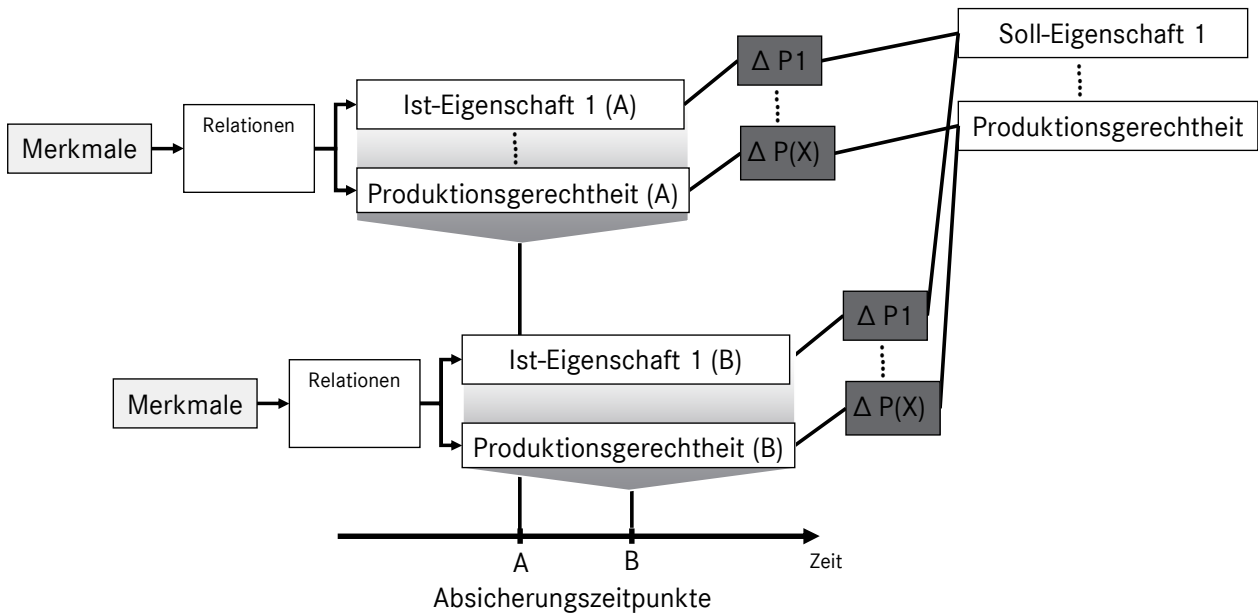 Soll-Eigenschaft 1
Δ P1
Ist-Eigenschaft 1 (A)
Relationen
Produktionsgerechtheit
Merkmale
Δ P(X)
Produktionsgerechtheit (A)
Δ P1
Ist-Eigenschaft 1 (B)
Relationen
Merkmale
Δ P(X)
Produktionsgerechtheit (B)
A
B
Zeit
Absicherungszeitpunkte